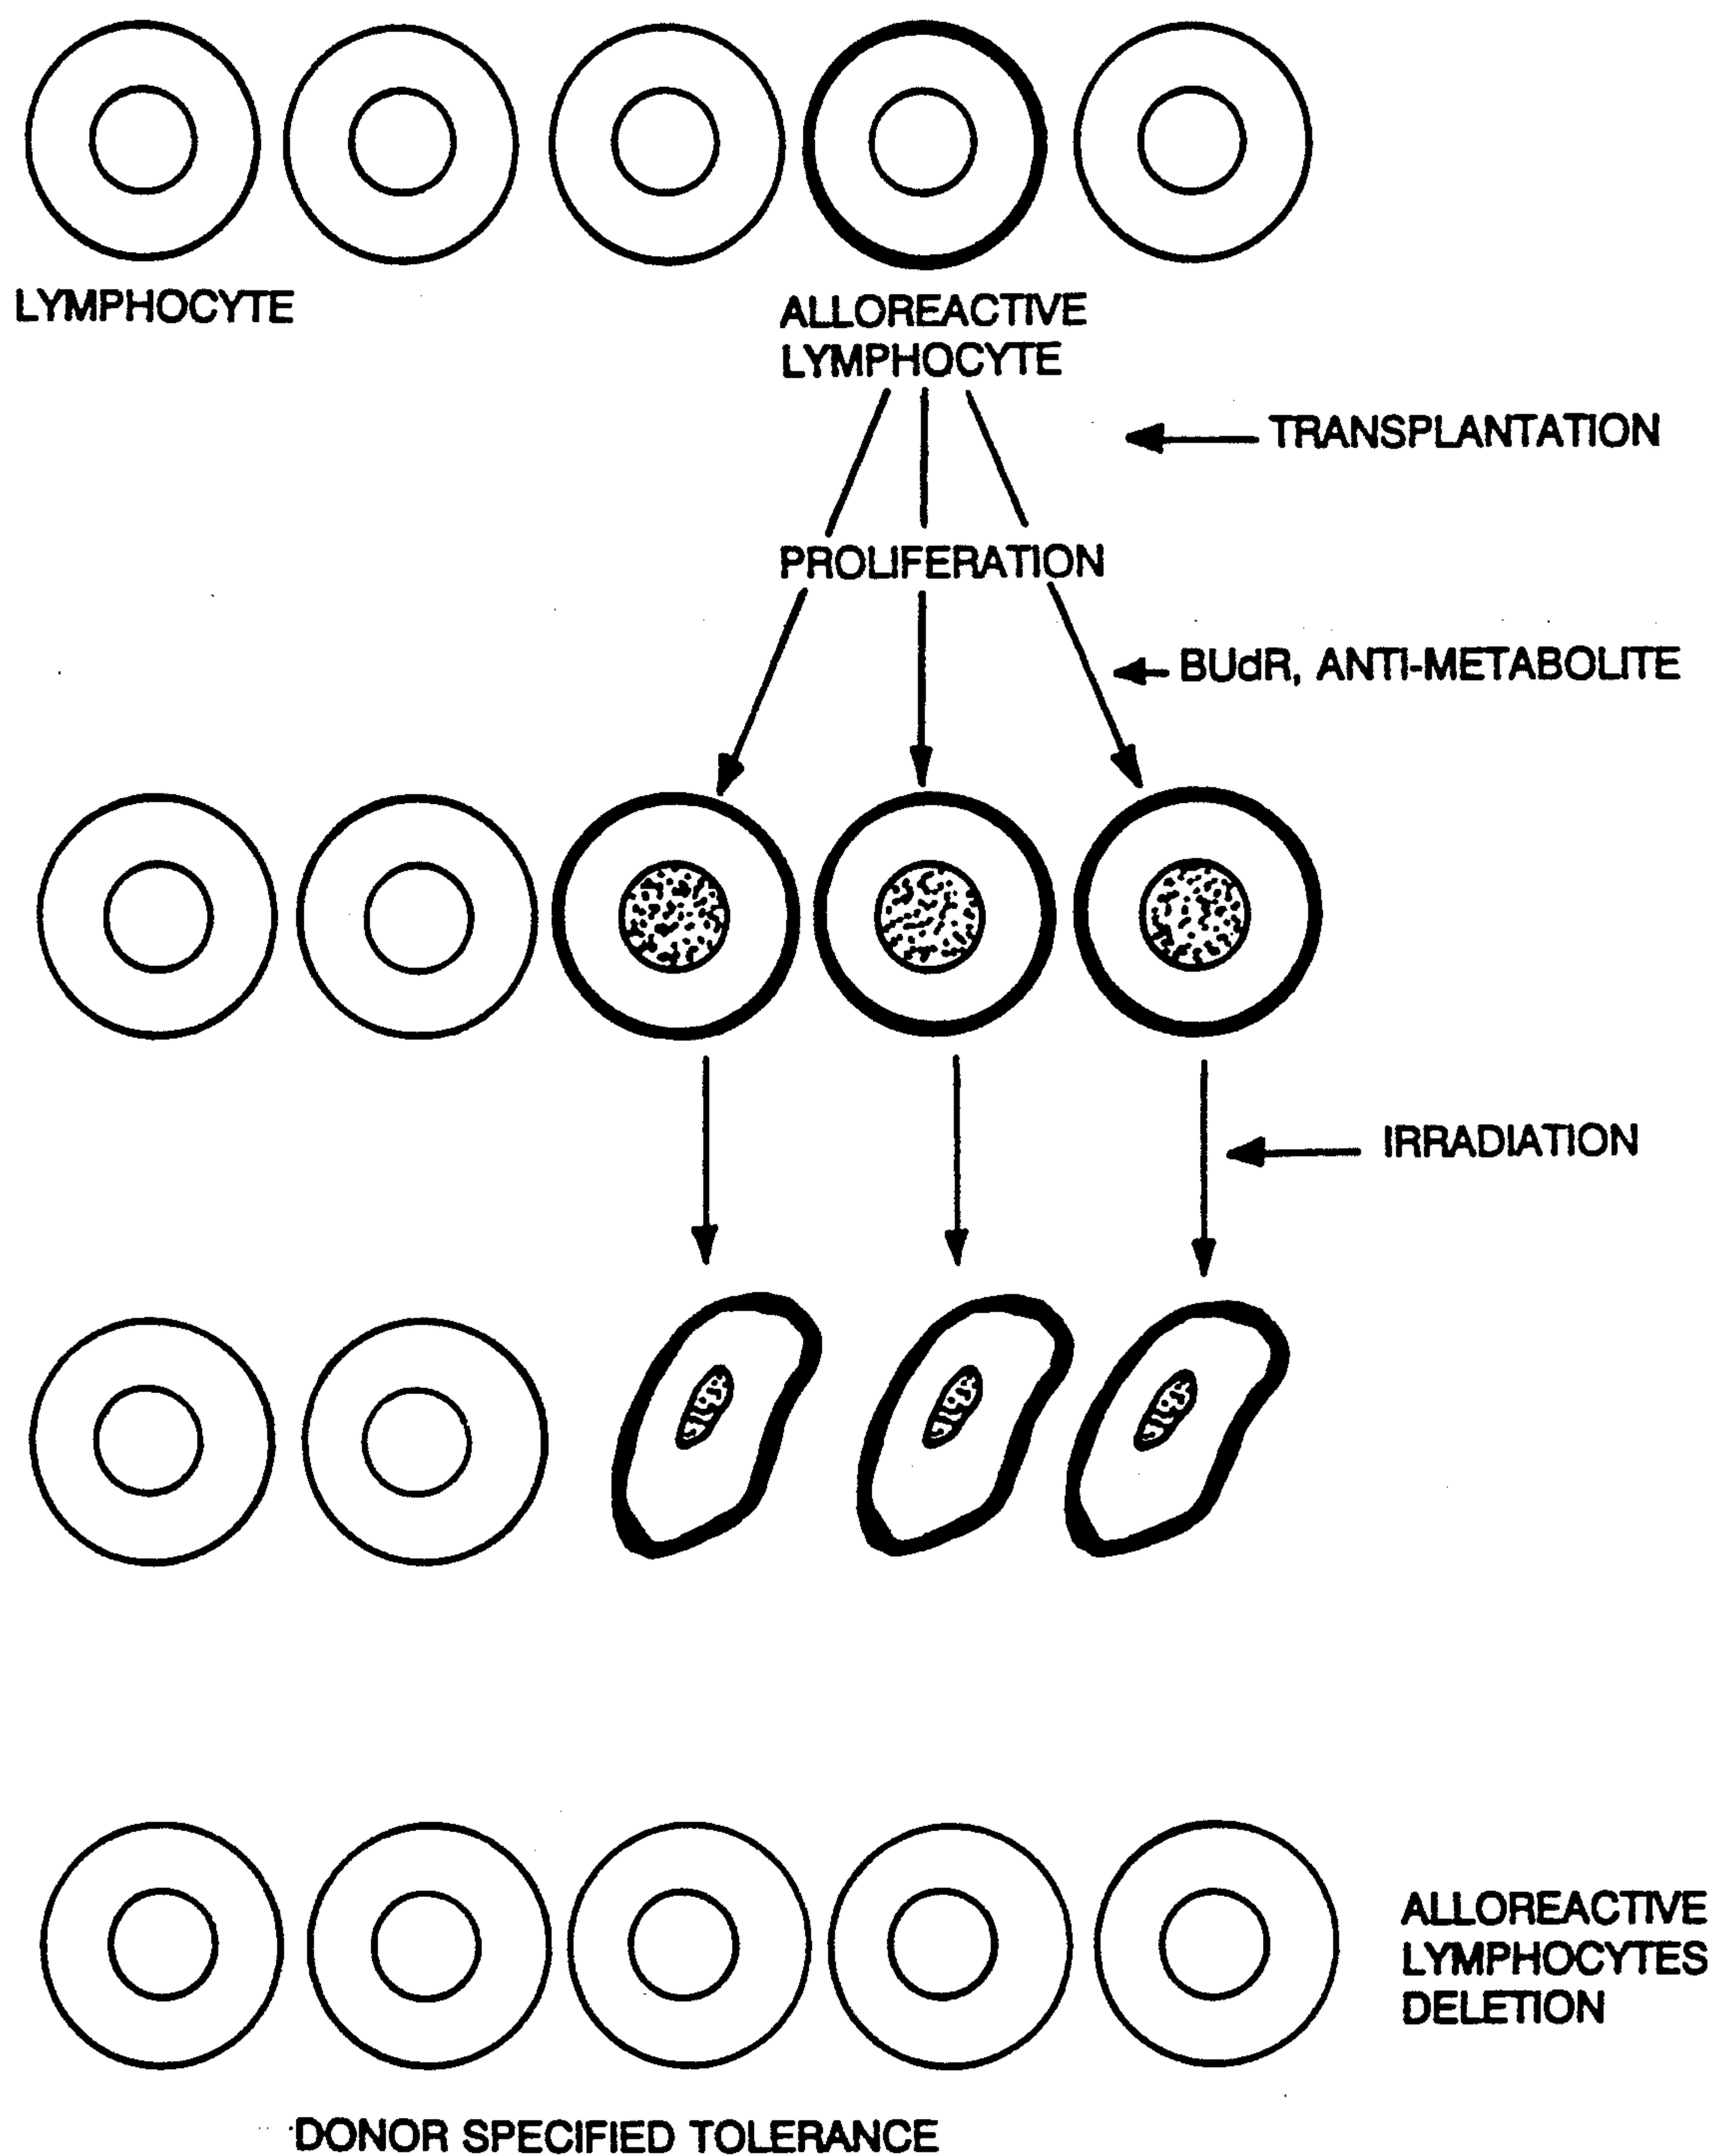 LYMPHOCYTE
ALLOREACTIVE
LYMPHOCYTE
TRANSPLANTATION
PROLIFERATION
BUdR, ANTI-METABOLITE
IRRADIATION
ALLOREACTIVE
LYMPHOCYTES
DELETION
DONOR SPECIFIED TOLERANCE